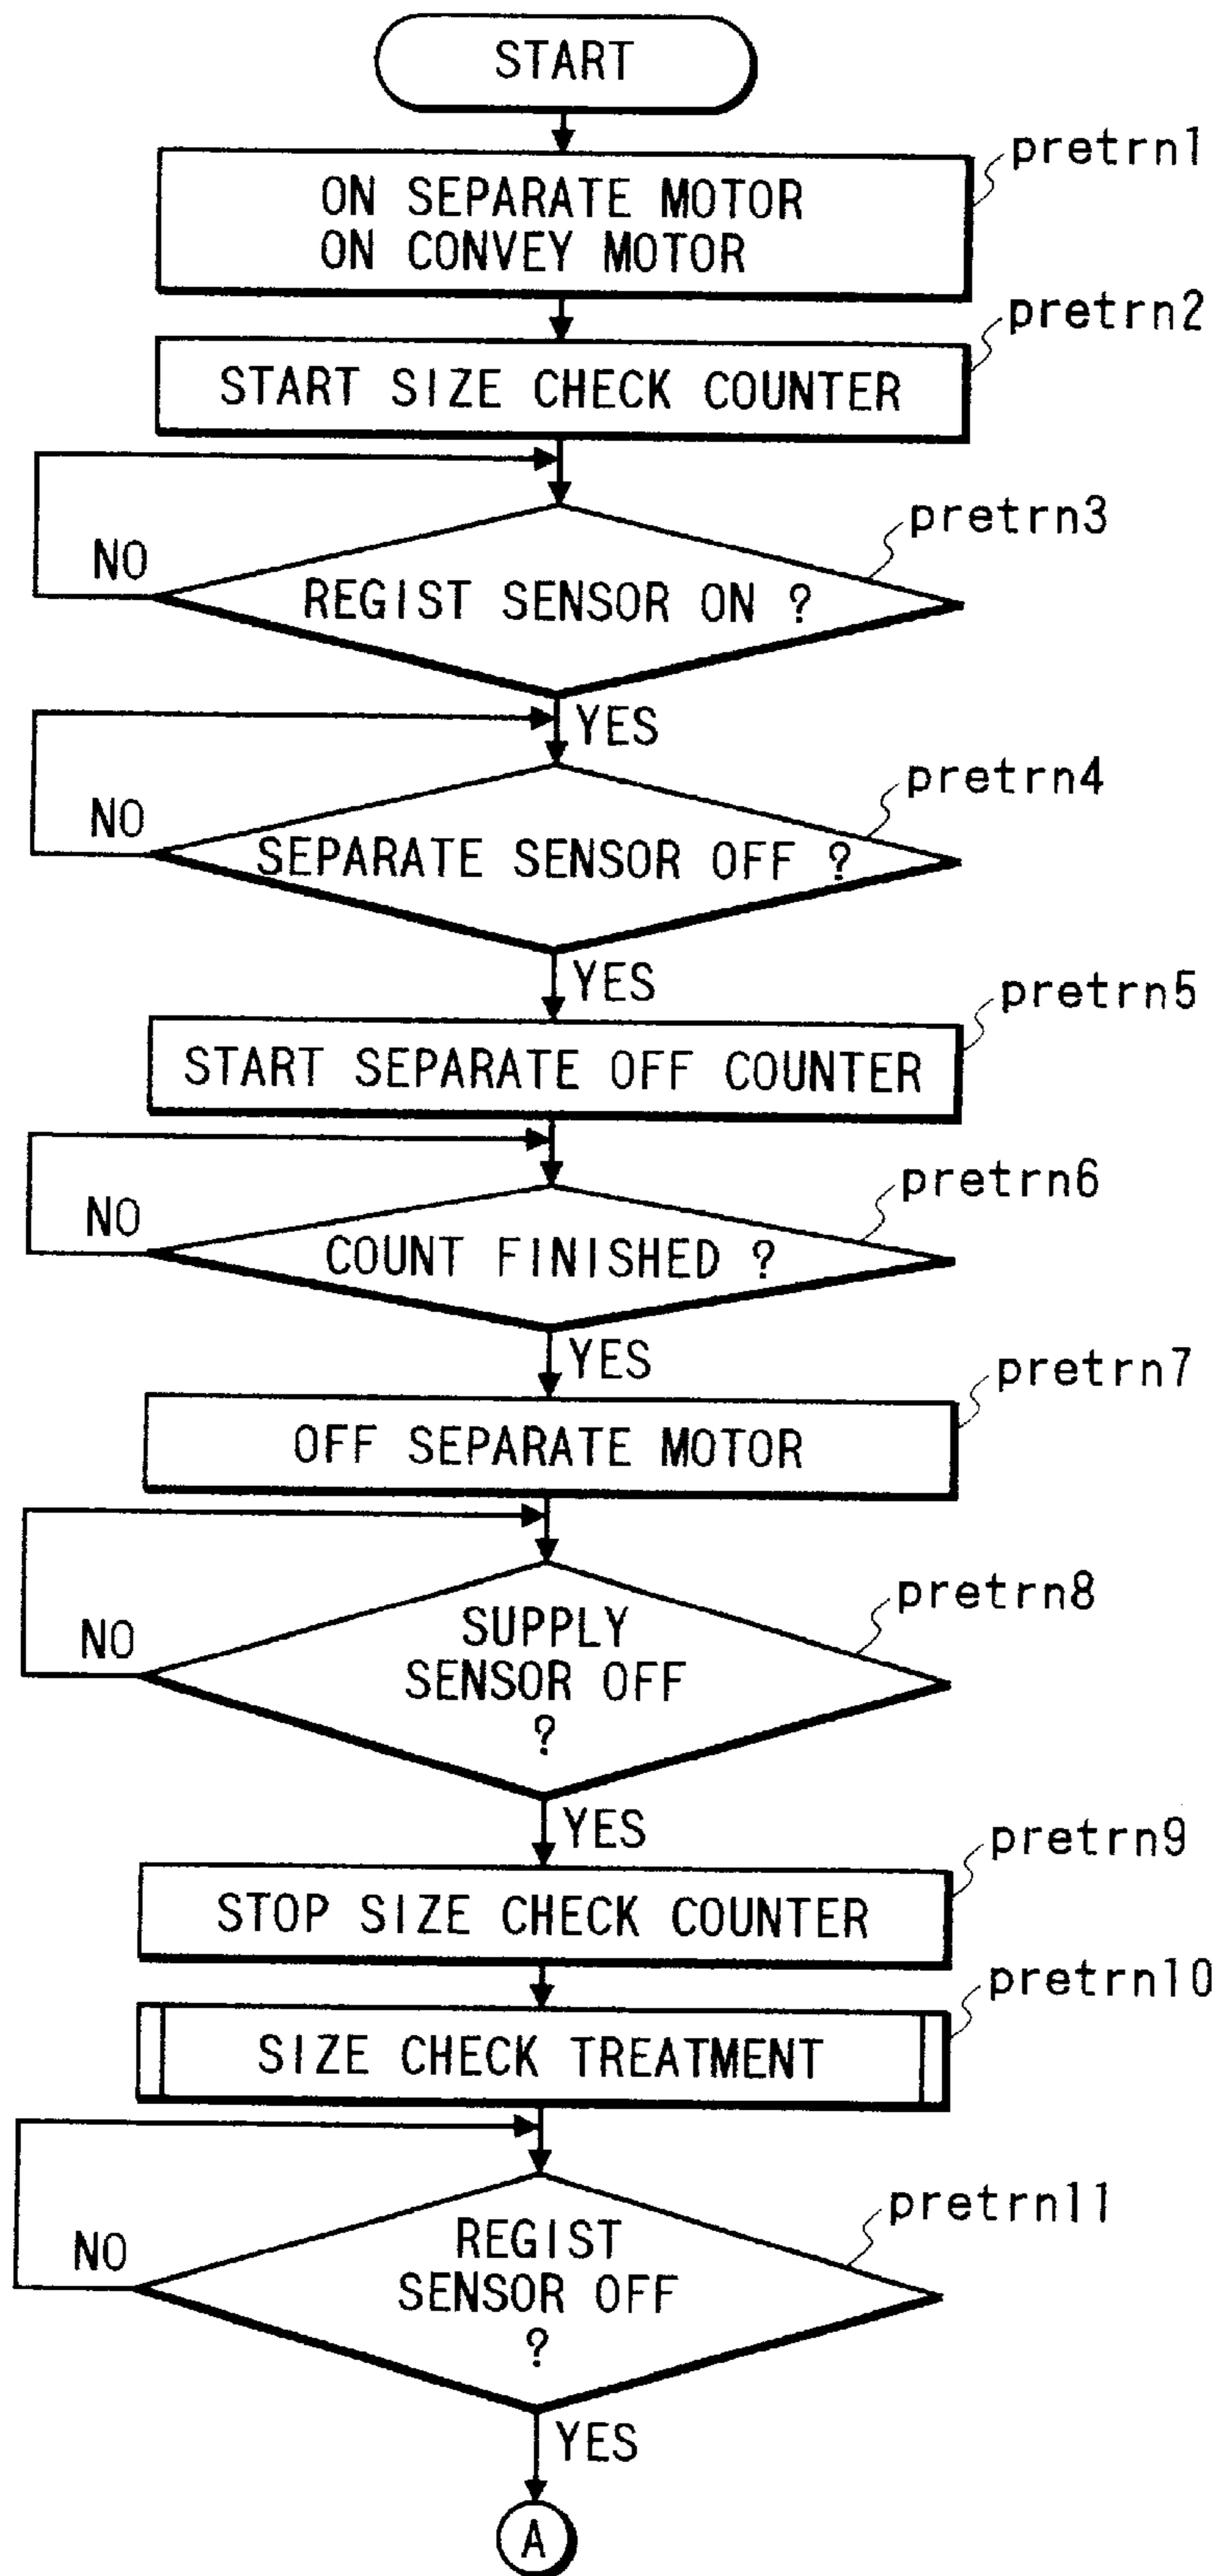 START
pretrn1
ON SEPARATE MOTOR
ON CONVEY MOTOR
pretrn2
START SIZE CHECK COUNTER
pretrn3
NO
REGIST SENSOR ON ?
YES
pretrn4
NO
SEPARATE SENSOR OFF ?
YES
pretrn5
START SEPARATE OFF COUNTER
pretrn6
NO
COUNT FINISHED ?
YES
pretrn7
OFF SEPARATE MOTOR
pretrn8
NO
SUPPLY
SENSOR OFF
?
YES
pretrn9
STOP SIZE CHECK COUNTER
pretrn10
SIZE CHECK TREATMENT
pretrn11
NO
REGIST
SENSOR OFF
?
YES
A